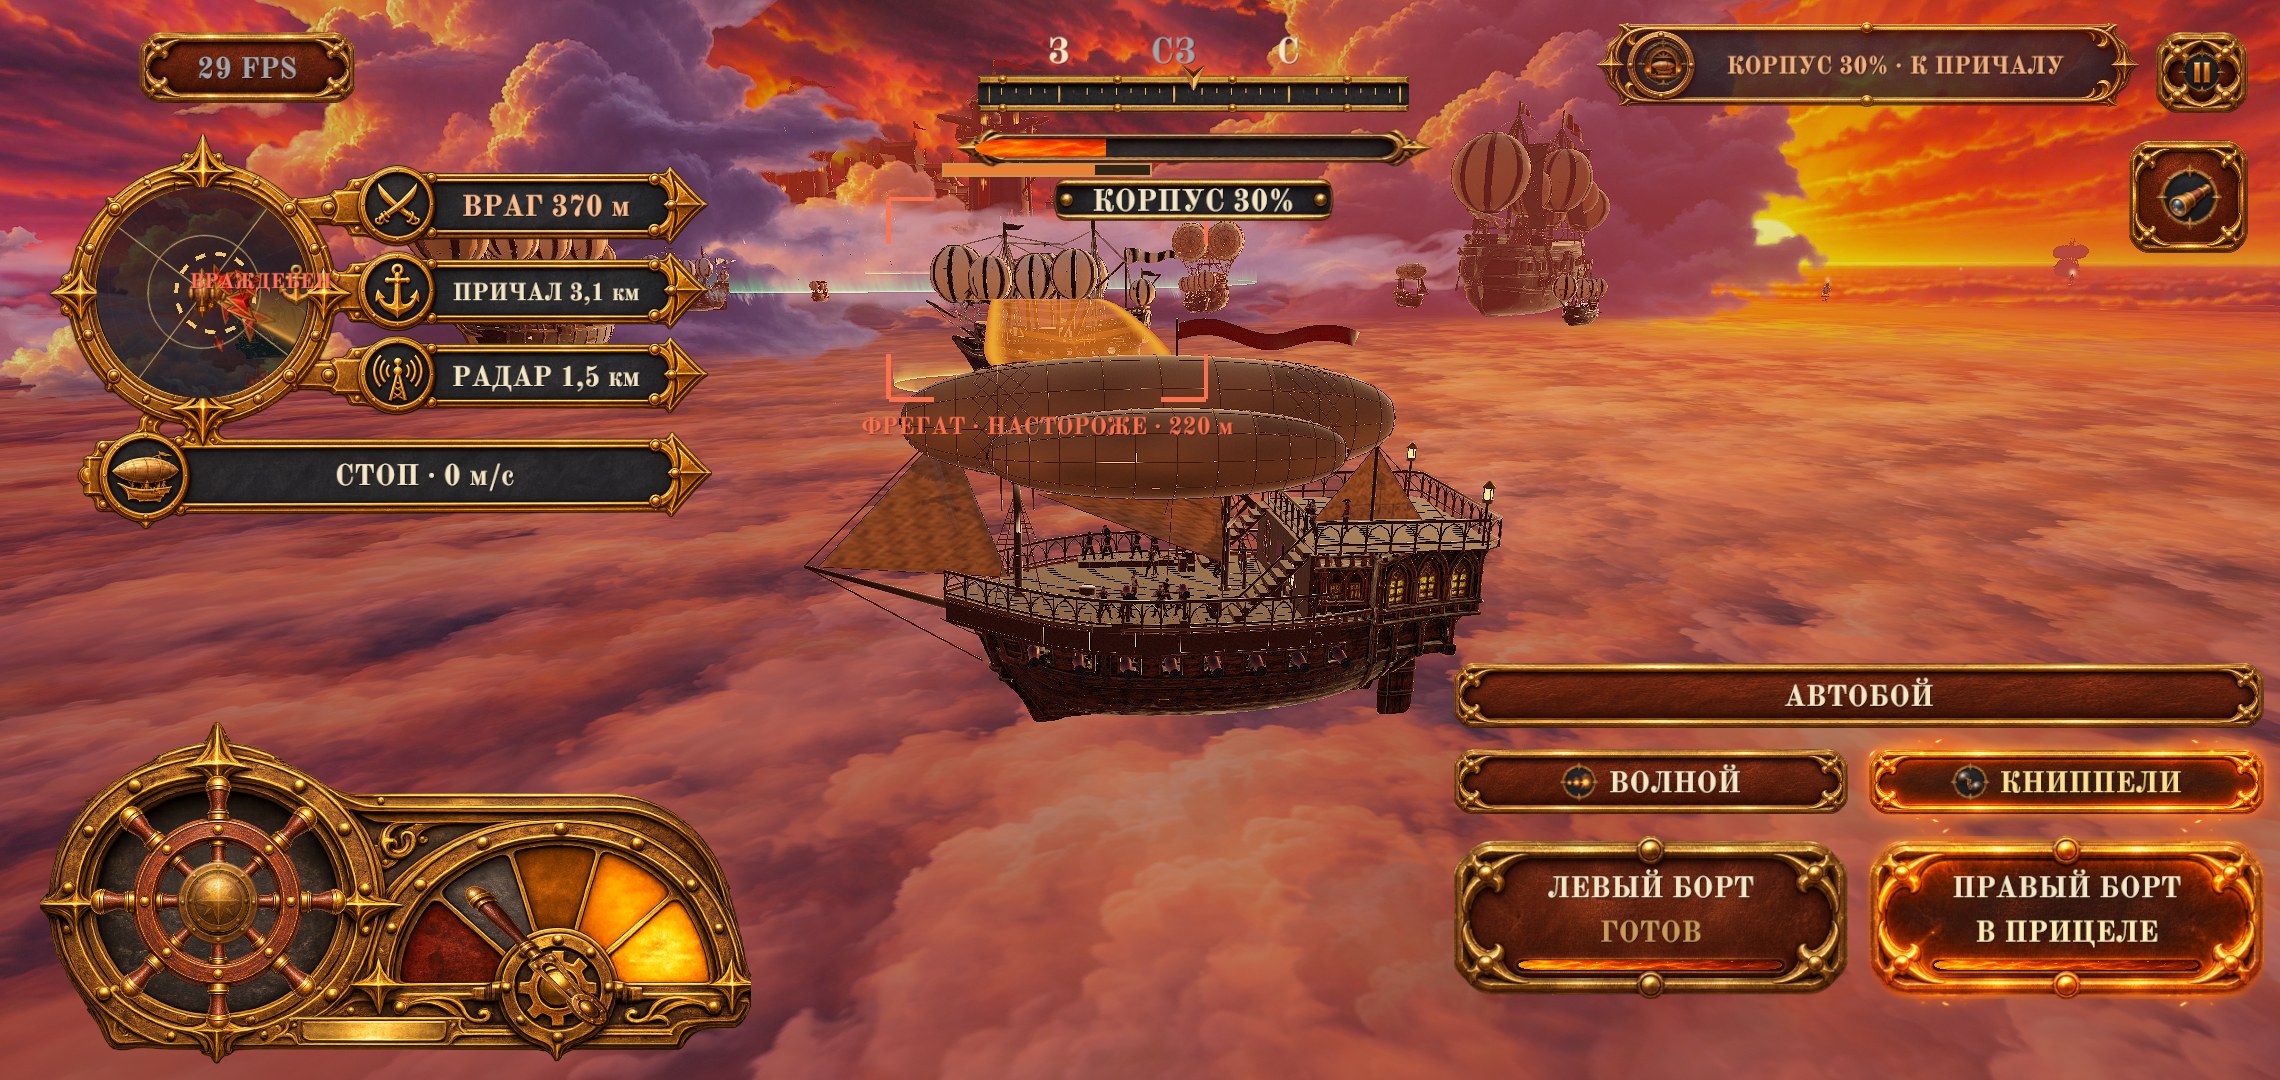 29 FPS
З СЗ С
КОРПУС 30% · К ПРИЧАЛУ
КОРПУС 30%
ВРАГ 370 м
ВРАЖДЕБЕН
ПРИЧАЛ 3,1 км
РАДАР 1,5 км
ФРЕГАТ · НАСТОРОЖЕ · 220 м
СТОП · 0 м/с
АВТОБОЙ
ВОЛНОЙ
КНИППЕЛИ
ЛЕВЫЙ БОРТ
ГОТОВ
ПРАВЫЙ БОРТ
В ПРИЦЕЛЕ